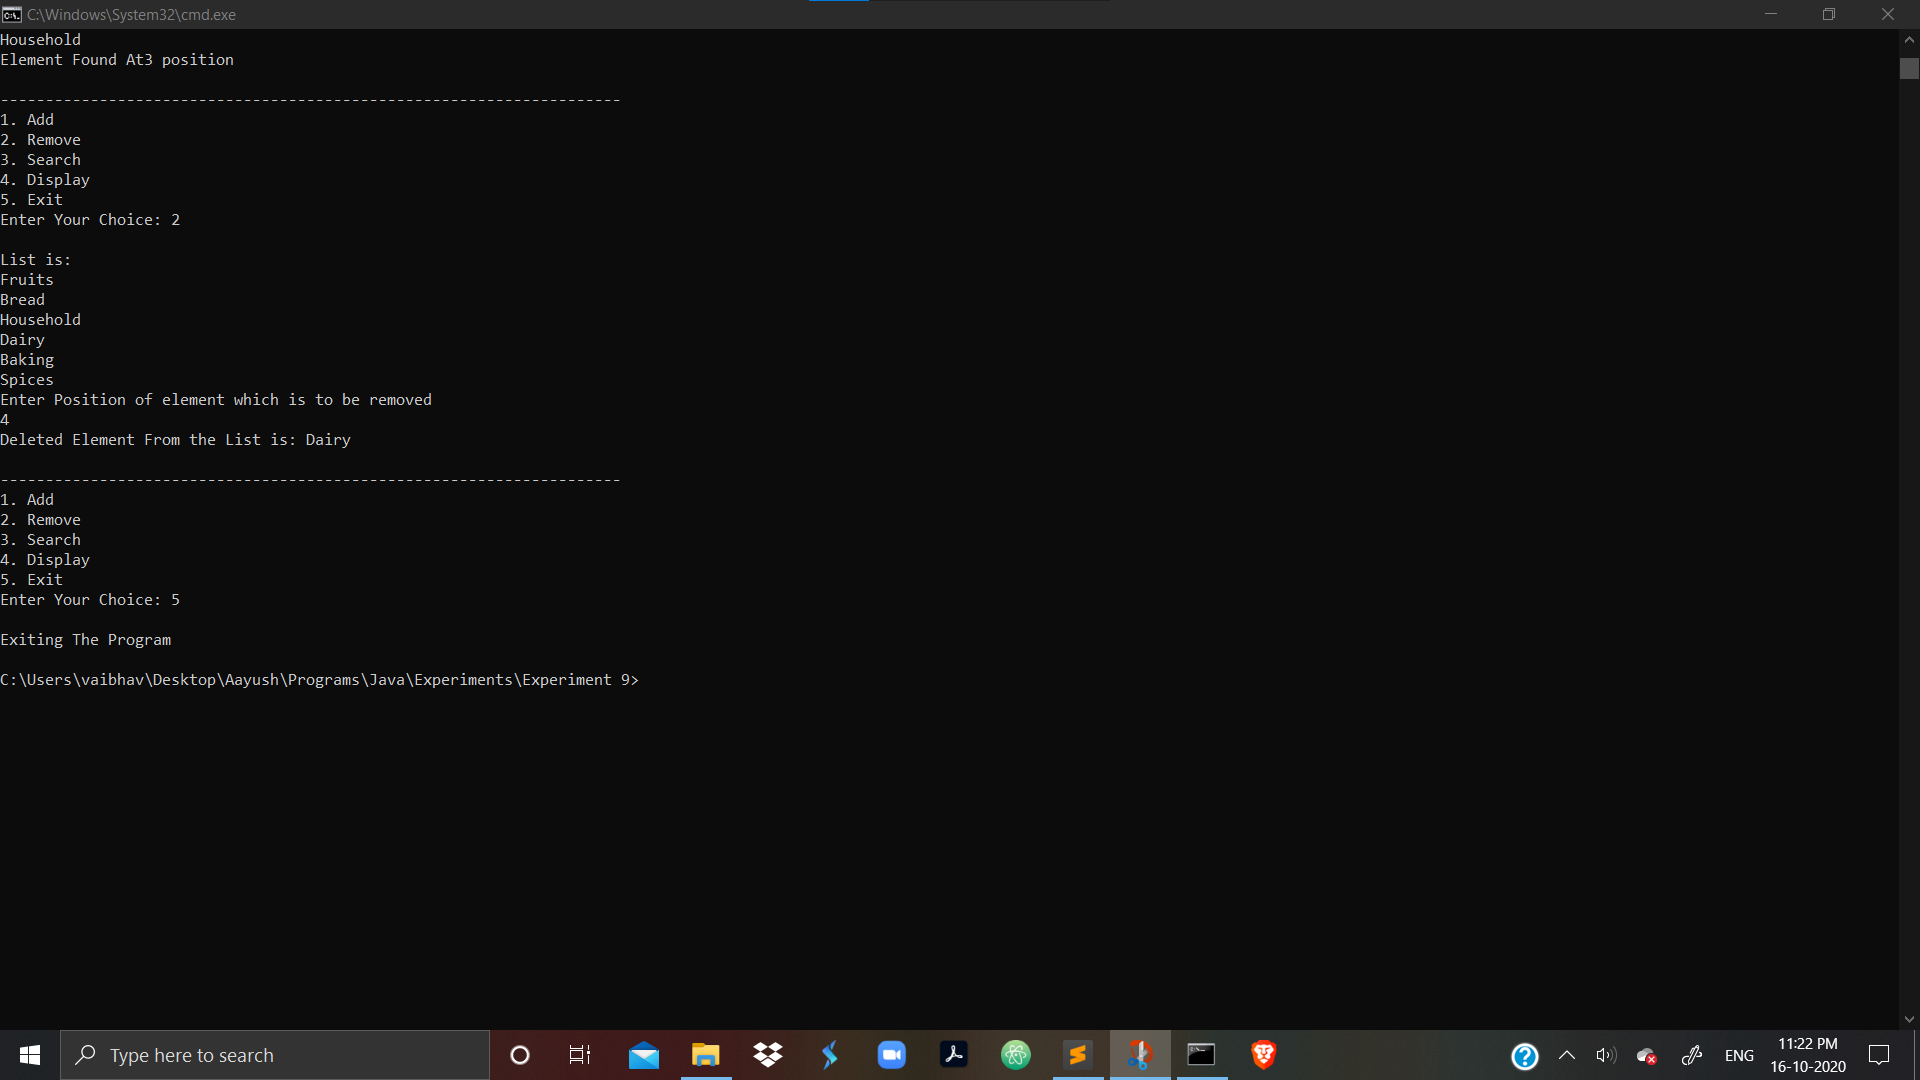 C:\Windows\System32\cmd.exe
Household
Element Found At3 position
---------------------------------------------------------------------
1. Add
2. Remove
3. Search
4. Display
5. Exit
Enter Your Choice: 2
List is:
Fruits
Bread
Household
Dairy
Baking
Spices
Enter Position of element which is to be removed
4
Deleted Element From the List is: Dairy
---------------------------------------------------------------------
1. Add
2. Remove
3. Search
4. Display
5. Exit
Enter Your Choice: 5
Exiting The Program
C:\Users\vaibhav\Desktop\Aayush\Programs\Java\Experiments\Experiment 9>
Type here to search
ENG
11:22 PM
16-10-2020